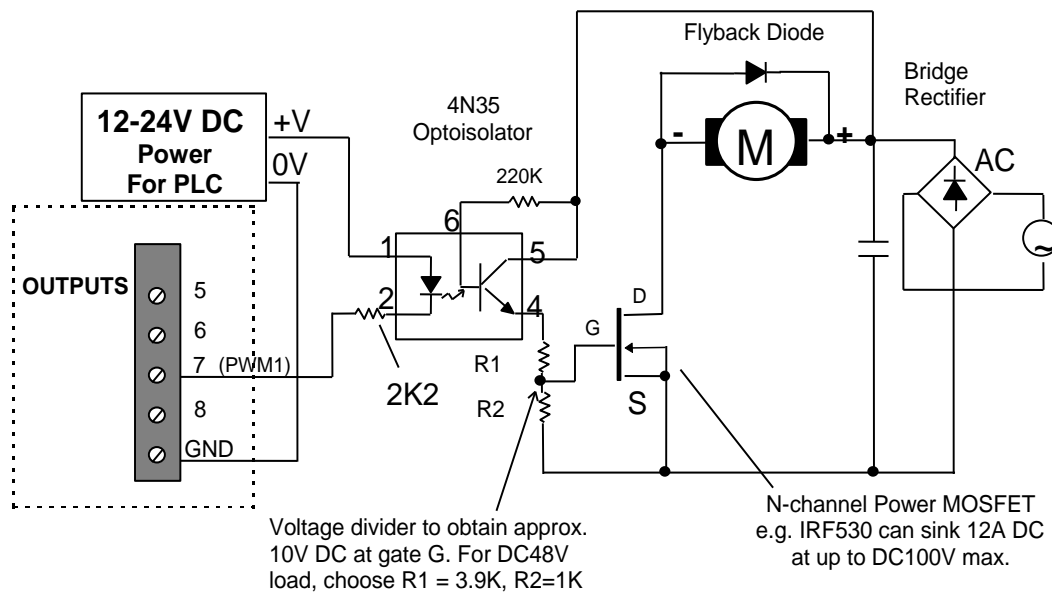 Flyback Diode
Bridge
Rectifier
4N35
Optoisolator
12-24V DC
Power
For PLC
+V
0V
220K
- M +
AC
~
6
1
5
2
4
OUTPUTS
5
6
7 (PWM1)
8
GND
2K2
R1
R2
D
G
S
N-channel Power MOSFET
e.g. IRF530 can sink 12A DC
at up to DC100V max.
Voltage divider to obtain approx.
10V DC at gate G. For DC48V
load, choose R1 = 3.9K, R2=1K